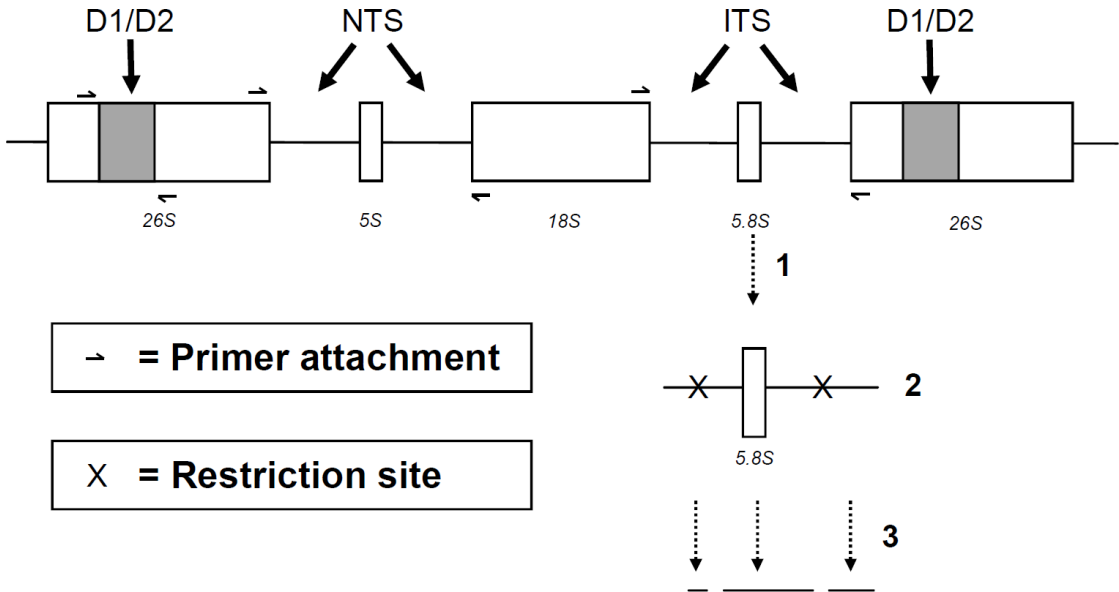 D1/D2 NTS ITS D1/D2
26S 5S 18S 5.8S 26S
1
= Primer attachment
X X 2
X = Restriction site
5.8S
3